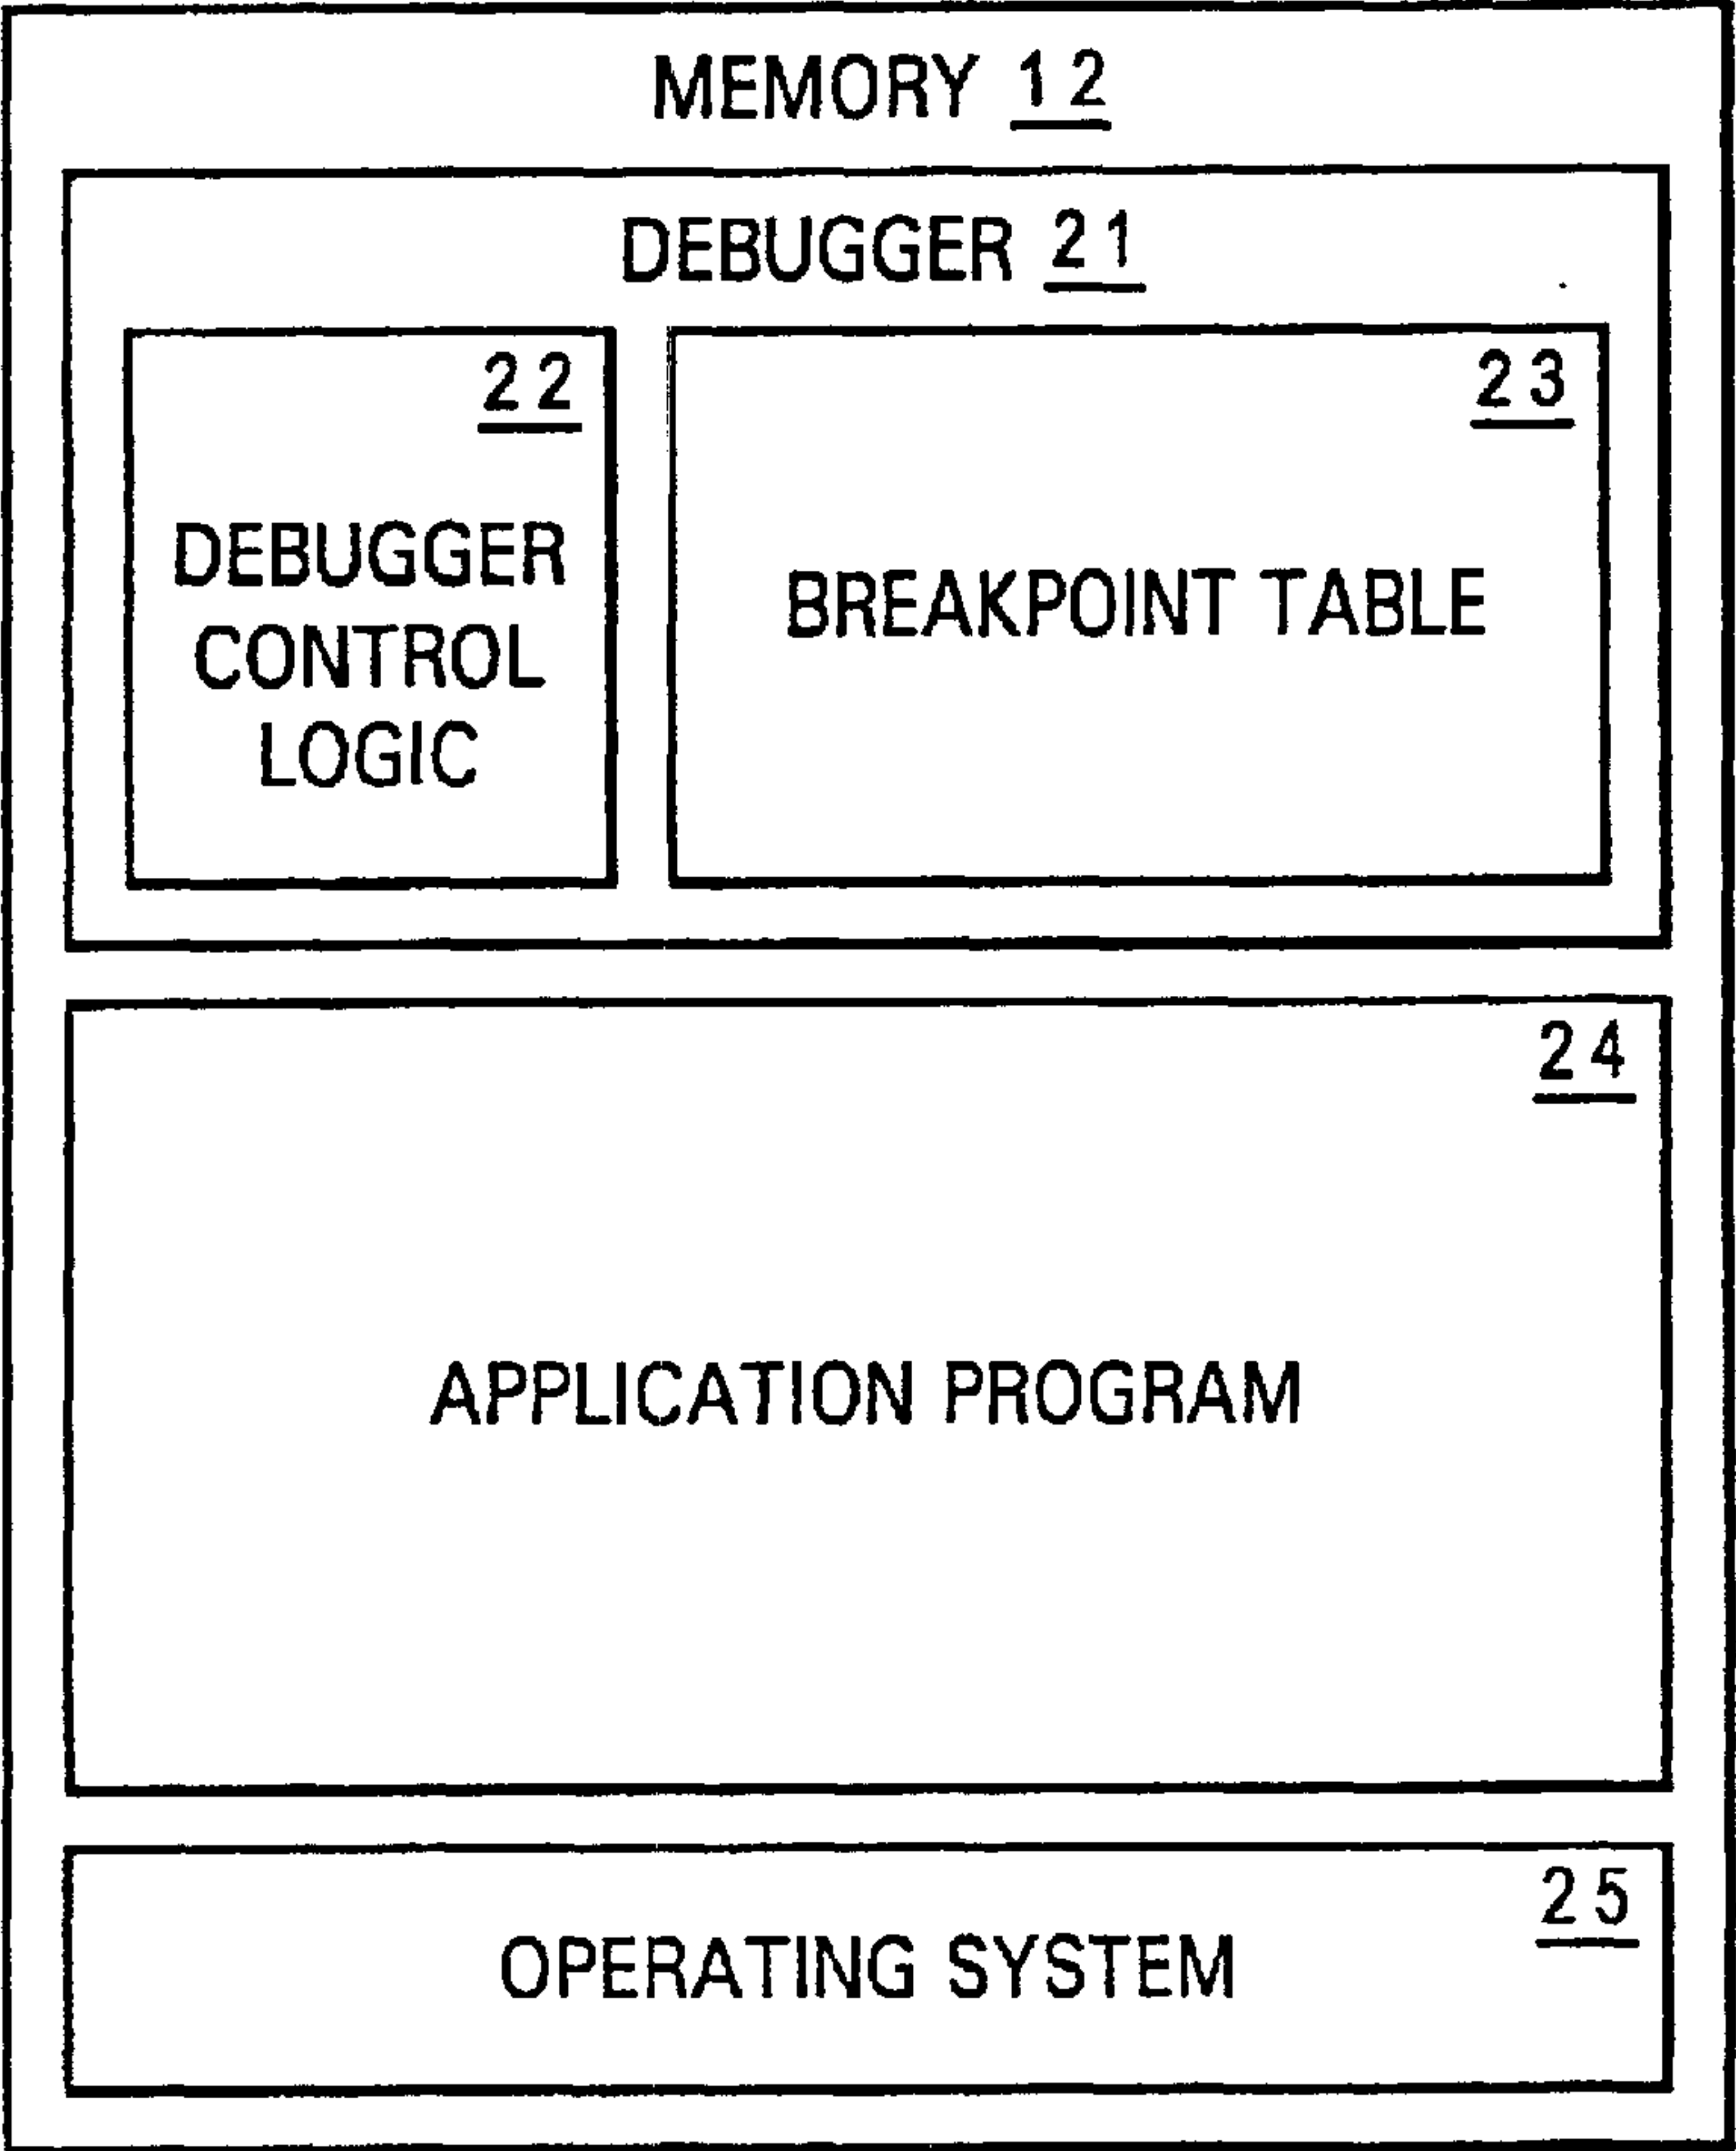 MEMORY 12
DEBUGGER 21
22
DEBUGGER
CONTROL
LOGIC
23
BREAKPOINT TABLE
24
APPLICATION PROGRAM
25
OPERATING SYSTEM